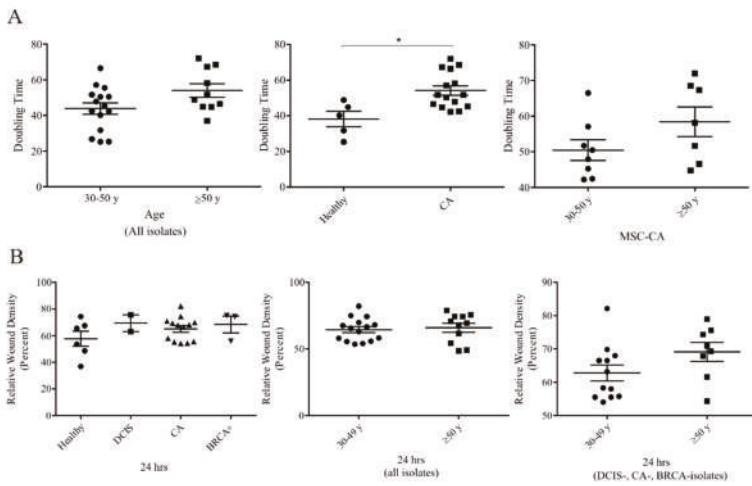 A
Doubling Time
80
60
40
20
0
30-50 y
≥50 y
Age
(All isolates)
*
Doubling Time
80
60
40
20
0
Healthy
CA
Doubling Time
80
70
60
50
40
30-50 y
≥50 y
MSC-CA
B
Relative Wound Density
(Percent)
100
80
60
40
20
0
Healthy
DCIS
CA
BRCA+
24 hrs
Relative Wound Density
(Percent)
100
50
0
30-49 y
≥50 y
24 hrs
(all isolates)
Relative Wound Density
(Percent)
90
80
70
60
50
30-49 y
≥50 y
24 hrs
(DCIS-, CA-, BRCA-isolates)